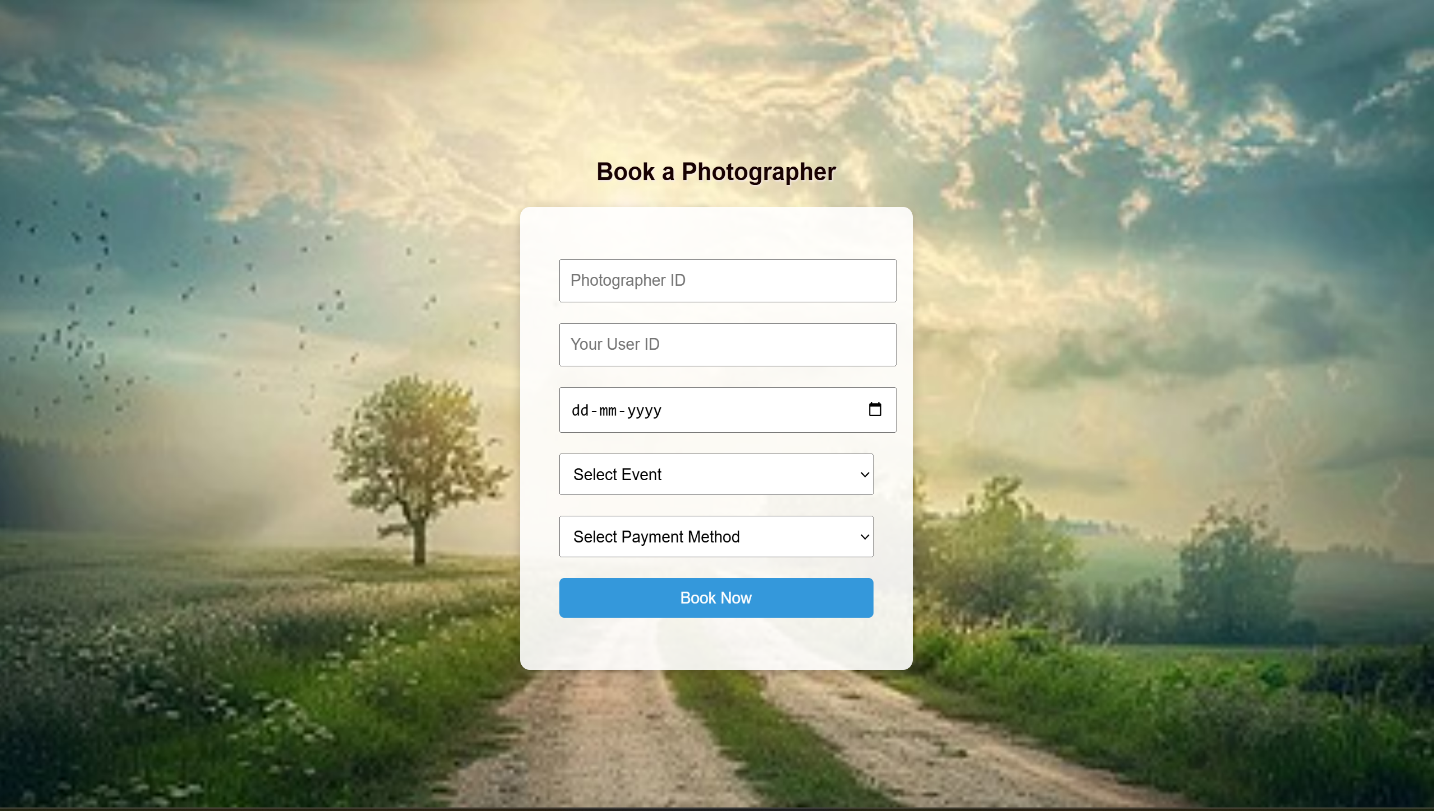 Book a Photographer
Photographer ID
Your User ID
dd-mm-yyyy
Select Event
Select Payment Method
Book Now